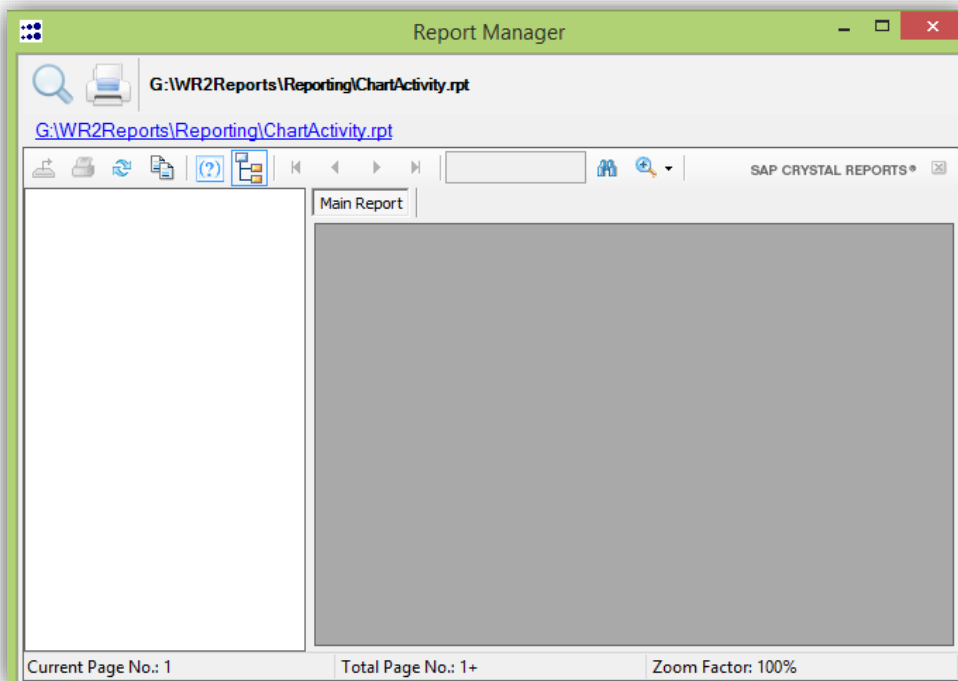 Report Manager
G:\WR2Reports\Reporting\ChartActivity.rpt
G:\WR2Reports\Reporting\ChartActivity.rpt
(?)
SAP CRYSTAL REPORTS®
Main Report
Current Page No.: 1 Total Page No.: 1+ Zoom Factor: 100%